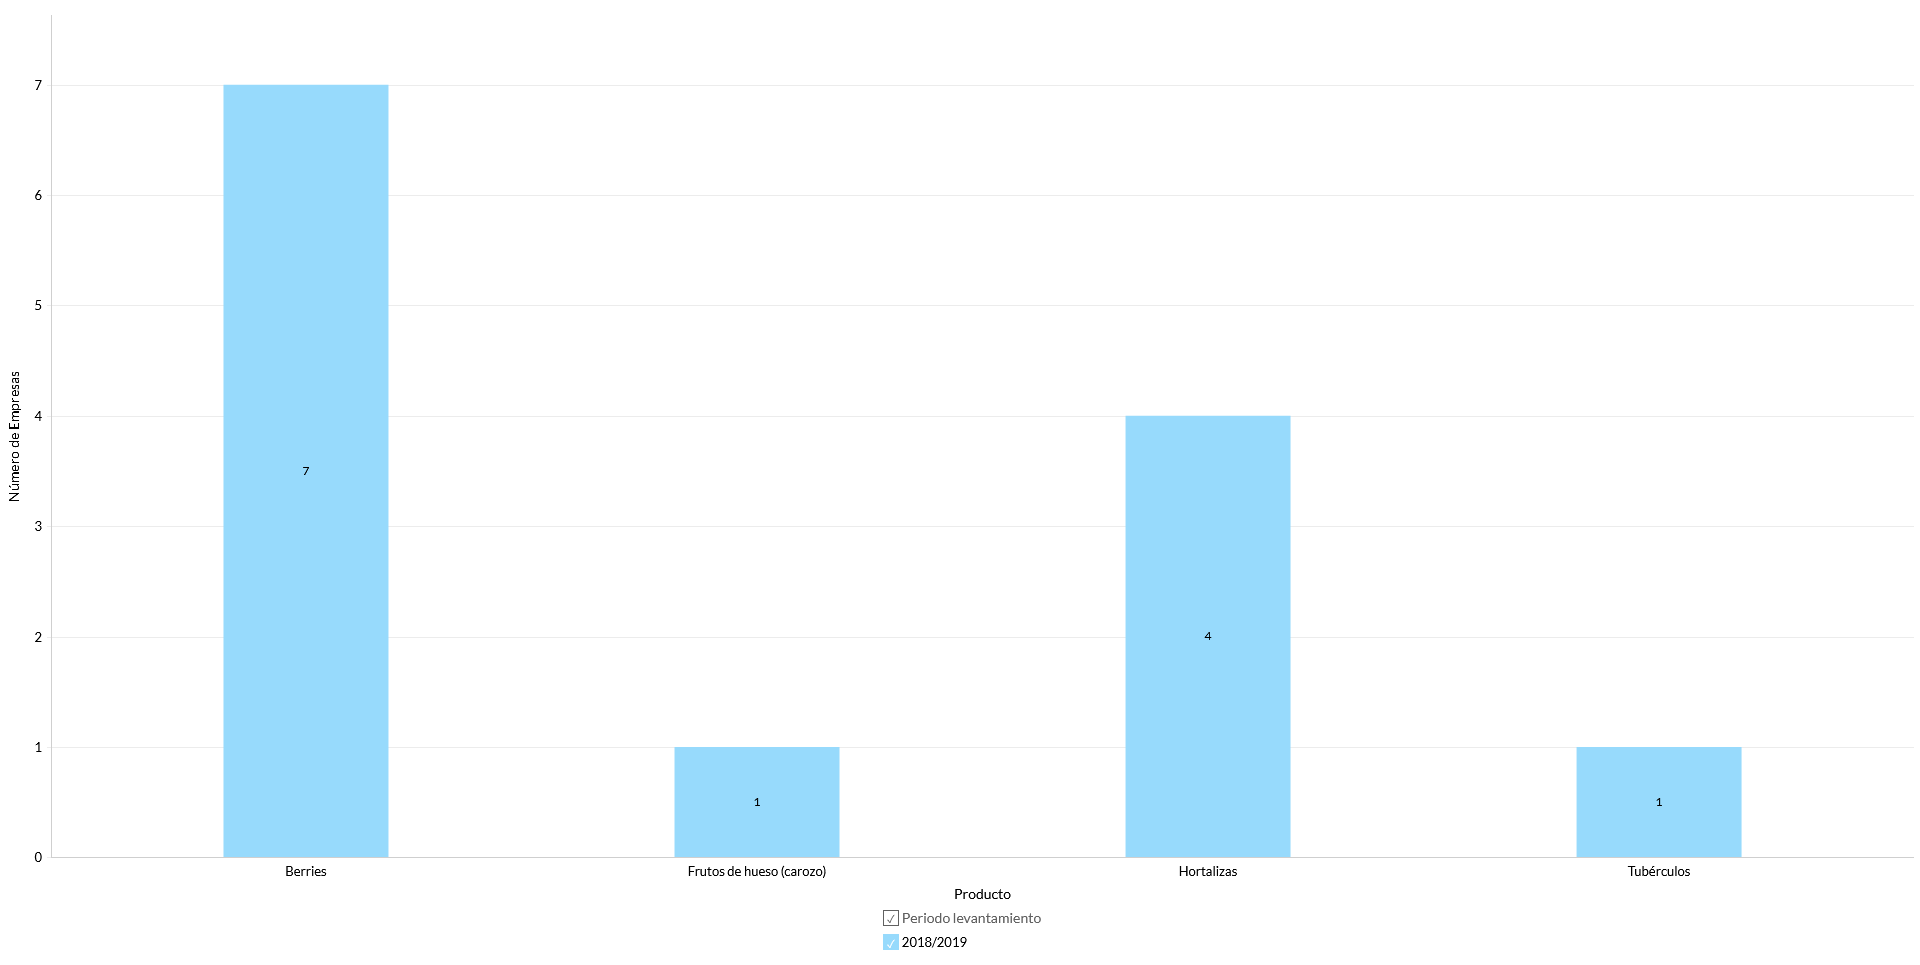 Número de Empresas
7
6
5
4
3
2
1
0
7
1
4
1
Berries
Frutos de hueso (carozo)
Hortalizas
Tubérculos
Producto
Periodo levantamiento
2018/2019